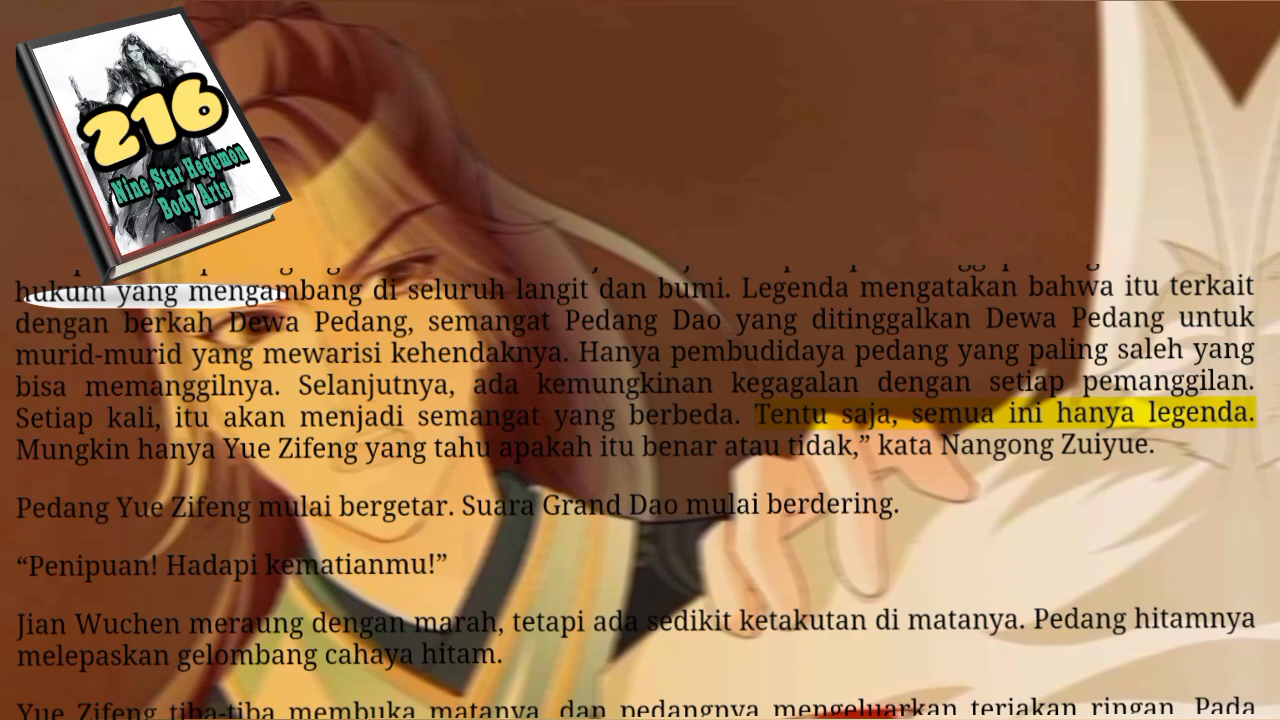 216
Nine Star Hegemon
Body Arts
hukum yang mengambang di seluruh langit dan bumi. Legenda mengatakan bahwa itu terkait
dengan berkah Dewa Pedang, semangat Pedang Dao yang ditinggalkan Dewa Pedang untuk
murid-murid yang mewarisi kehendaknya. Hanya pembudidaya pedang yang paling saleh yang
bisa memanggilnya. Selanjutnya, ada kemungkinan kegagalan dengan setiap pemanggilan.
Setiap kali, itu akan menjadi semangat yang berbeda. Tentu saja, semua ini hanya legenda.
Mungkin hanya Yue Zifeng yang tahu apakah itu benar atau tidak,” kata Nangong Zuiyue.
Pedang Yue Zifeng mulai bergetar. Suara Grand Dao mulai berdering.
“Penipuan! Hadapi kematianmu!”
Jian Wuchen meraung dengan marah, tetapi ada sedikit ketakutan di matanya. Pedang hitamnya
melepaskan gelombang cahaya hitam.
Yue Zifeng tiba-tiba membuka matanya, dan pedangnya mengeluarkan teriakan ringan. Pada